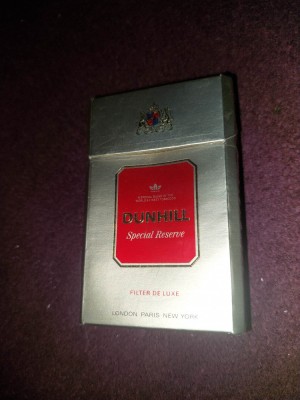 DUNHILL
Special Reserve
FILTER DE LUXE
LONDON PARIS NEW YORK